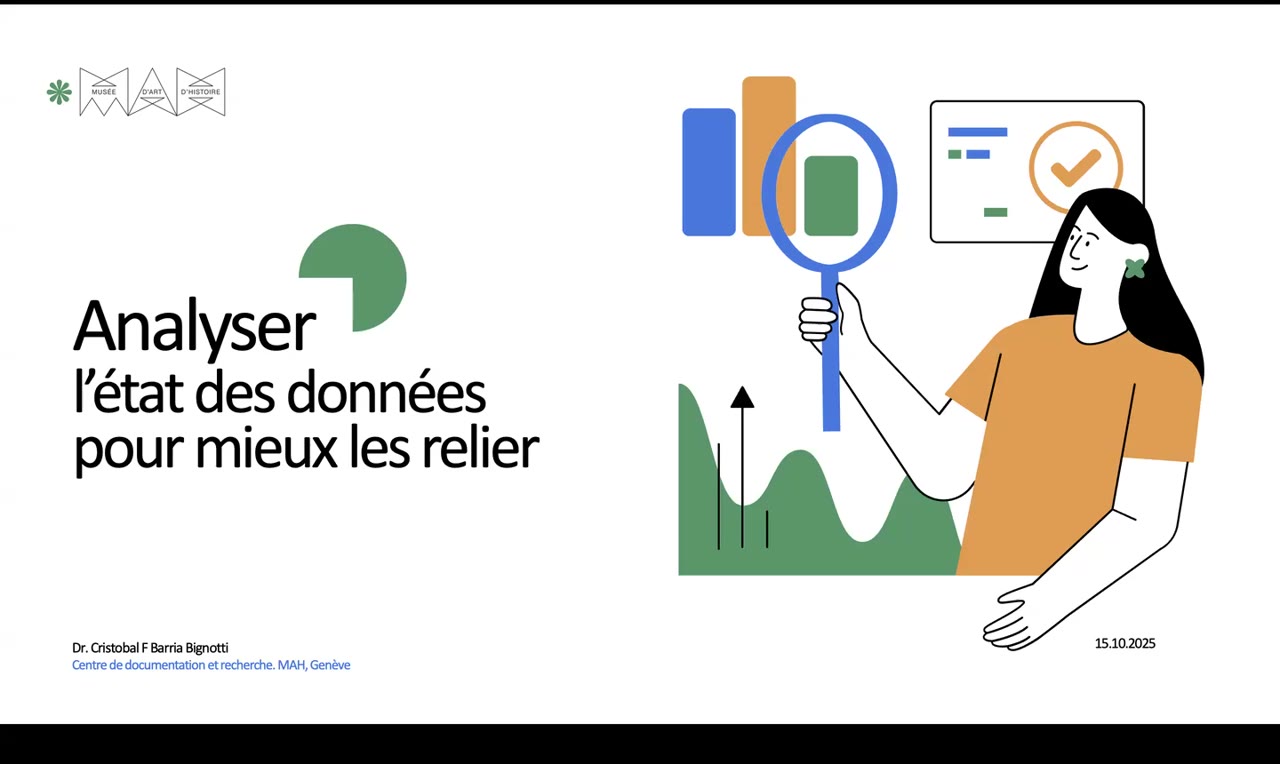 MUSÉE D'ART D'HISTOIRE
Analyser
l'état des données
pour mieux les relier
Dr. Cristobal F Barria Bignotti
Centre de documentation et recherche. MAH, Genève
15.10.2025